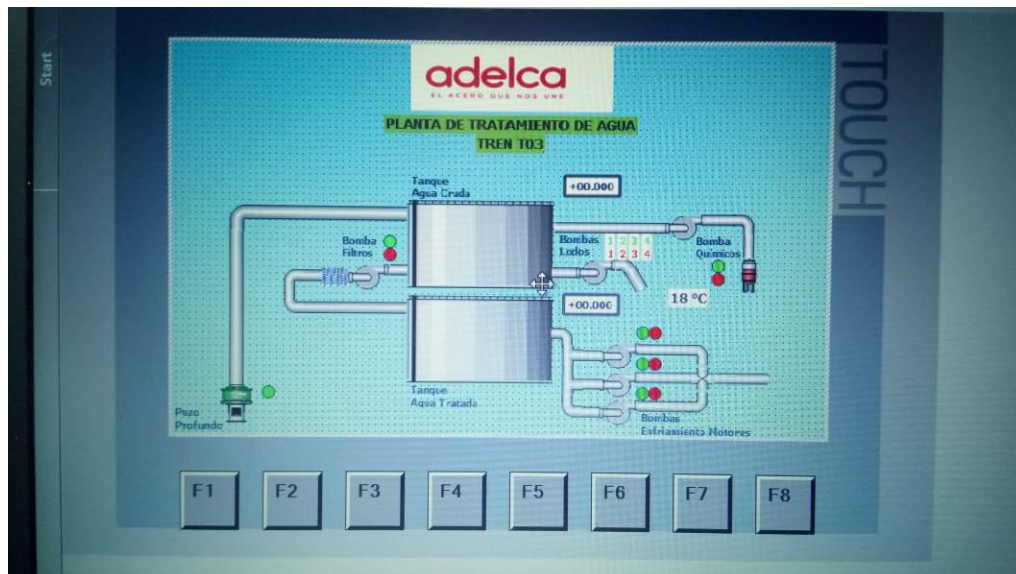 Start
TOUCH
adelca
EL ACERO QUE NOS UNE
PLANTA DE TRATAMIENTO DE AGUA
TREN T03
Tanque
Agua Cruda
+00.000
Bomba
Filtros
Bombas
Lodos
1 2 3 4
1 2 3 4
Bomba
Químicos
+00.000
18 °C
Tanque
Agua Tratada
Pozo
Profundo
Bombas
Enfriamiento Motores
F1 F2 F3 F4 F5 F6 F7 F8